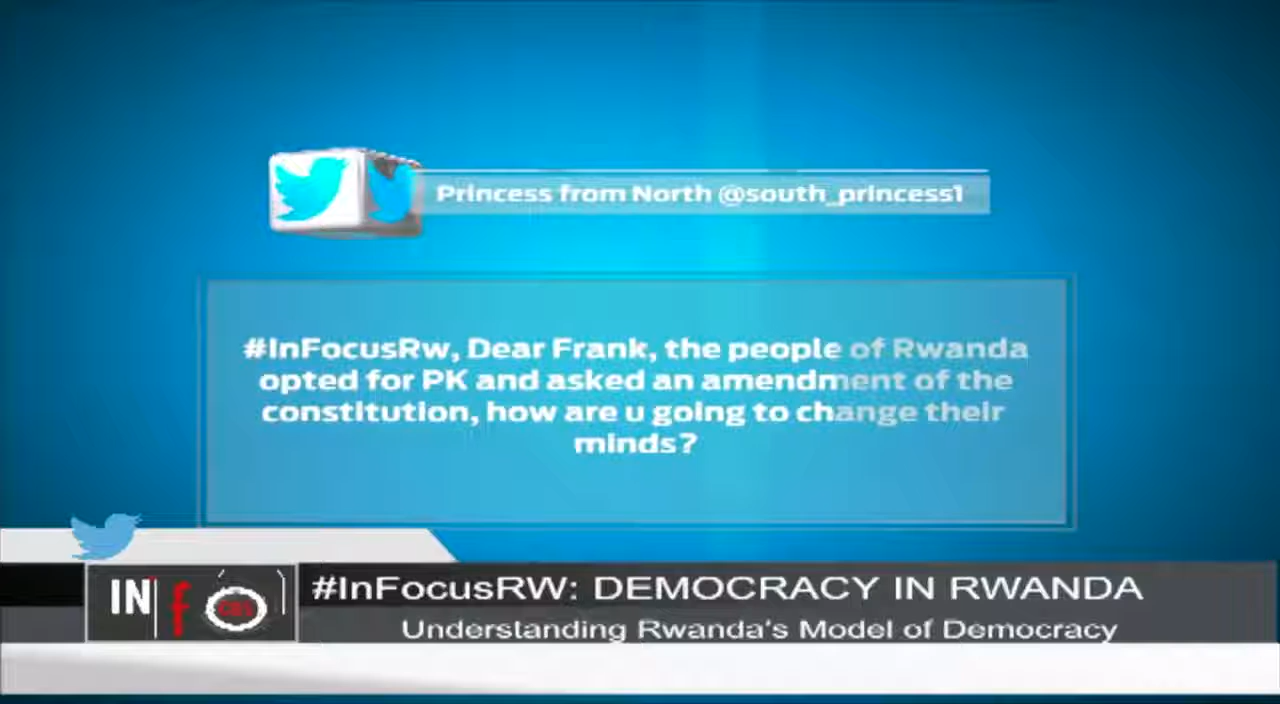 Princess from North @south_princess1
#InFocusRw, Dear Frank, the people of Rwanda
opted for PK and asked an amendment of the
constitution, how are u going to change their
minds?
#InFocusRW: DEMOCRACY IN RWANDA
Understanding Rwanda's Model of Democracy
IN f